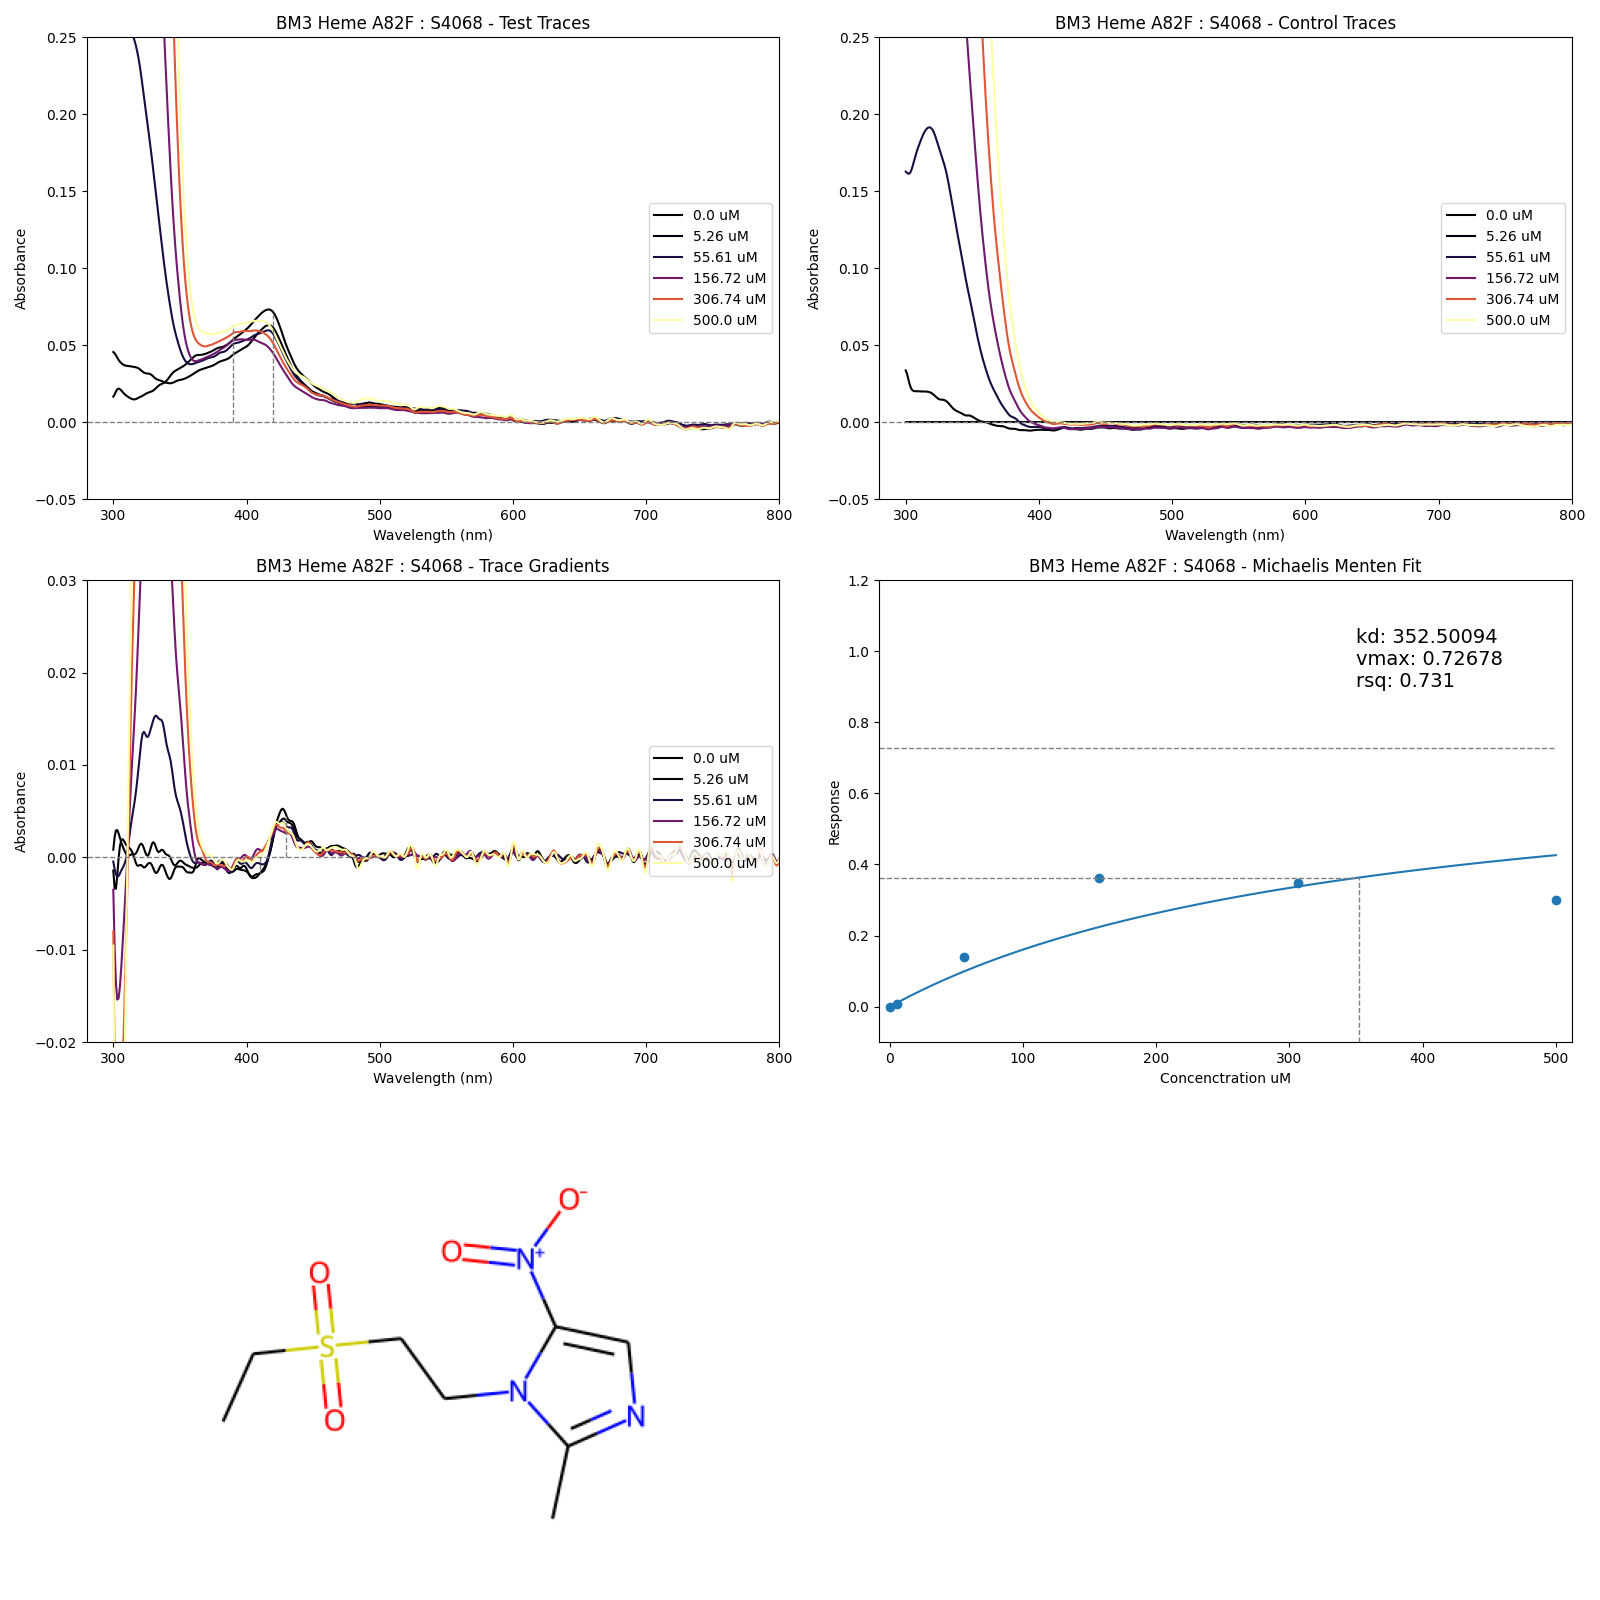 BM3 Heme A82F : S4068 - Test Traces
0.25
0.20
0.15
0.10
0.05
0.00
−0.05
Absorbance
0.0 uM
5.26 uM
55.61 uM
156.72 uM
306.74 uM
500.0 uM
300 400 500 600 700 800
Wavelength (nm)
BM3 Heme A82F : S4068 - Control Traces
0.25
0.20
0.15
0.10
0.05
0.00
−0.05
Absorbance
0.0 uM
5.26 uM
55.61 uM
156.72 uM
306.74 uM
500.0 uM
300 400 500 600 700 800
Wavelength (nm)
BM3 Heme A82F : S4068 - Trace Gradients
0.03
0.02
0.01
0.00
−0.01
−0.02
Absorbance
0.0 uM
5.26 uM
55.61 uM
156.72 uM
306.74 uM
500.0 uM
300 400 500 600 700 800
Wavelength (nm)
BM3 Heme A82F : S4068 - Michaelis Menten Fit
1.2
1.0
0.8
0.6
0.4
0.2
0.0
Response
kd: 352.50094
vmax: 0.72678
rsq: 0.731
0 100 200 300 400 500
Concenctration uM
O−
O N+
O
S
O
N
N